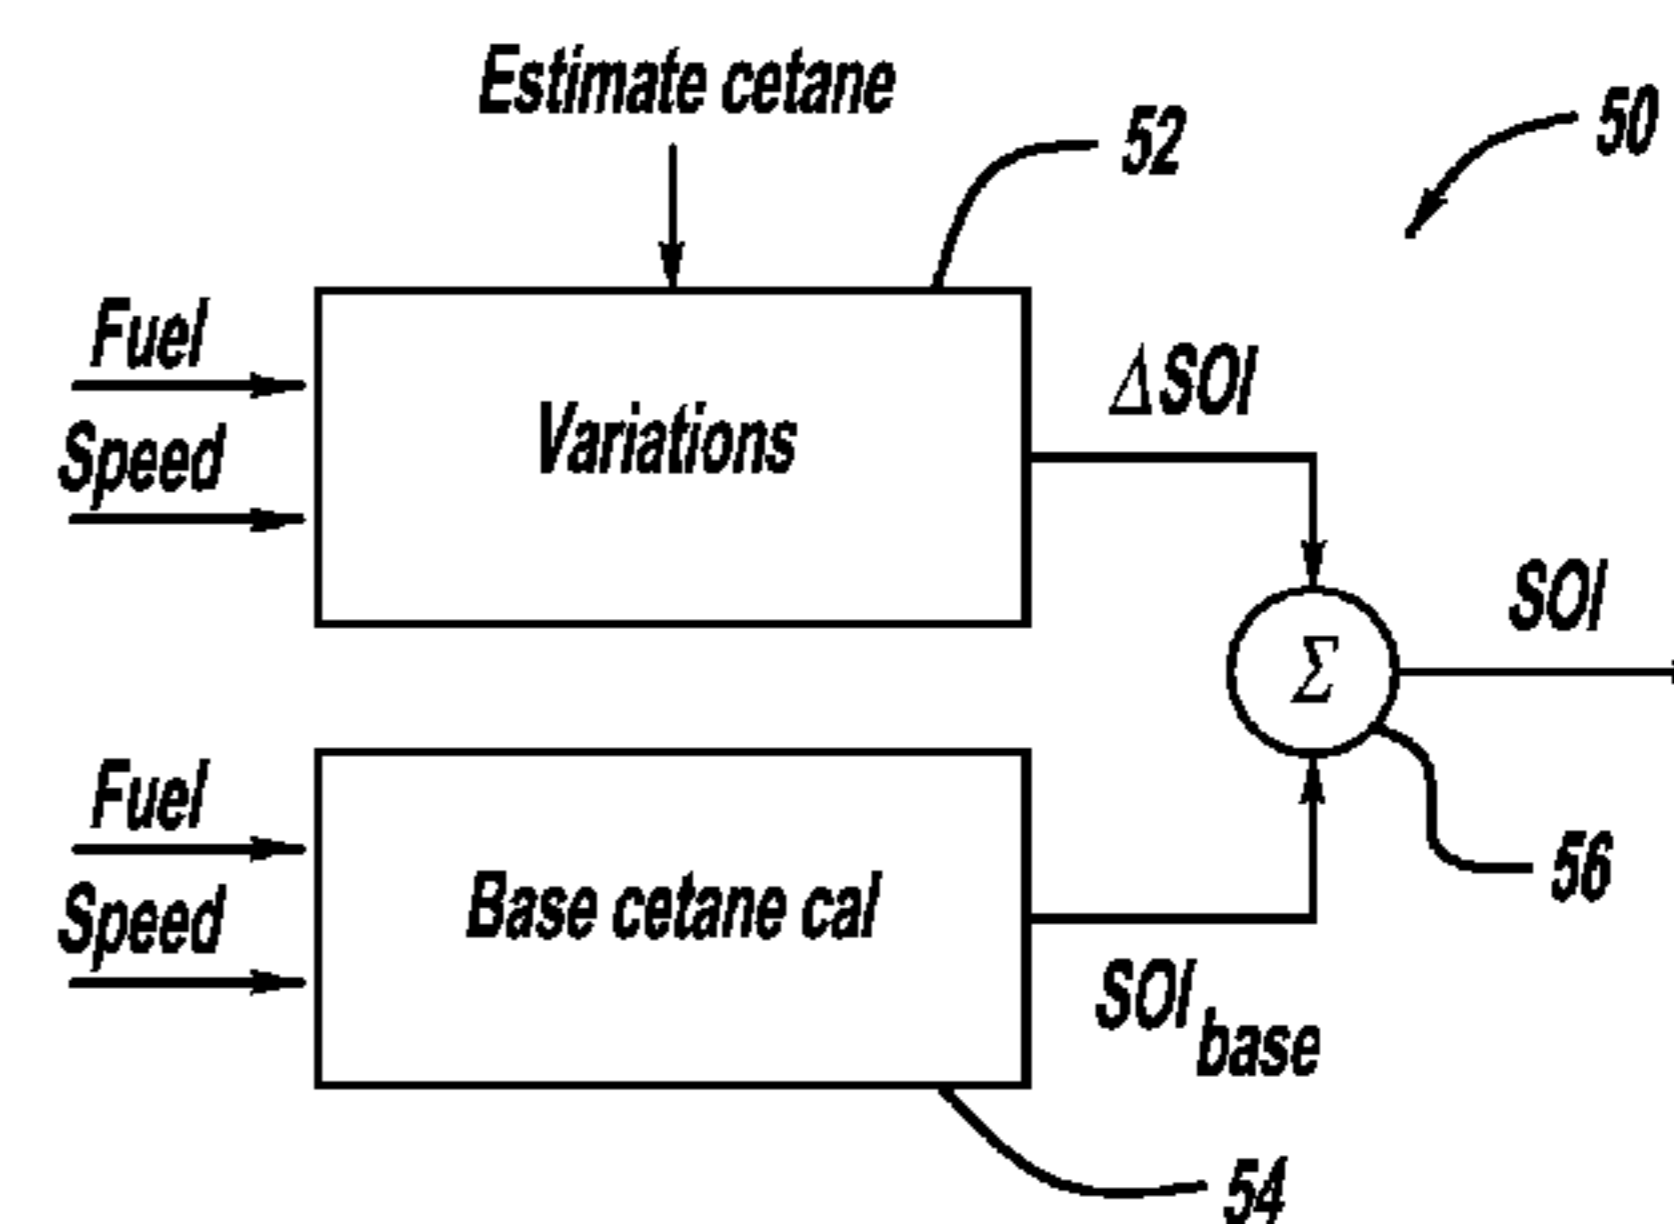 Estimate cetane
52
50
Fuel
Speed
Variations
ΔSOI
SOI
Σ
Fuel
Speed
Base cetane cal
56
SOI base
54